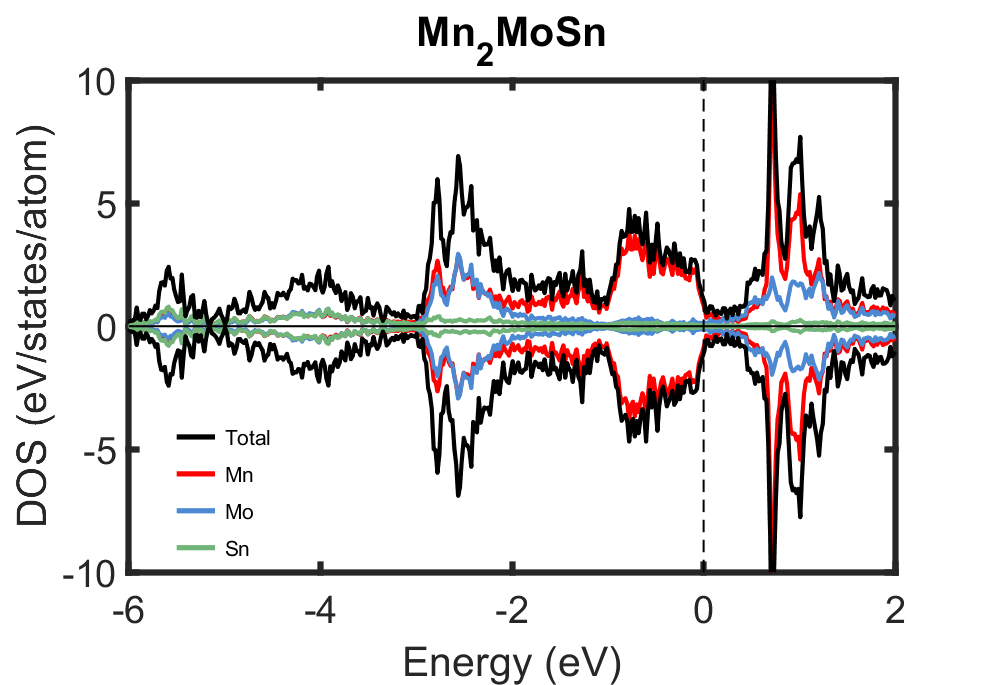 Mn2MoSn
10
5
0
-5
-10
DOS (eV/states/atom)
Total
Mn
Mo
Sn
-6 -4 -2 0 2
Energy (eV)